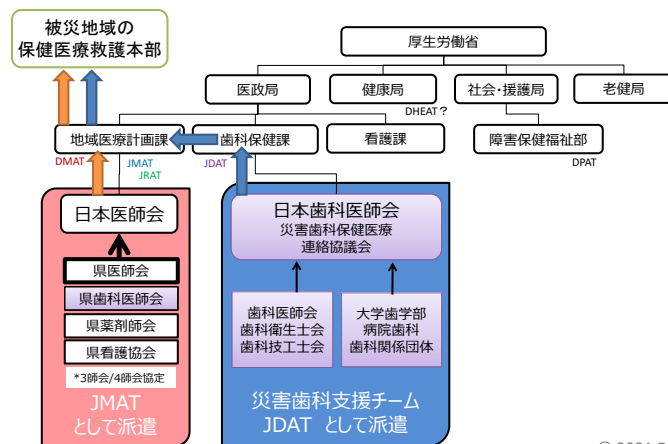 被災地域の
保健医療救護本部
厚生労働省
医政局
健康局
社会・援護局
老健局
DHEAT？
地域医療計画課
歯科保健課
看護課
障害保健福祉部
DMAT
JMAT
JRAT
JDAT
DPAT
日本医師会
県医師会
県歯科医師会
県薬剤師会
県看護協会
*3師会/4師会協定
JMAT
として派遣
日本歯科医師会
災害歯科保健医療
連絡協議会
歯科医師会
歯科衛生士会
歯科技工士会
大学歯学部
病院歯科
歯科関係団体
災害歯科支援チーム
JDAT として派遣